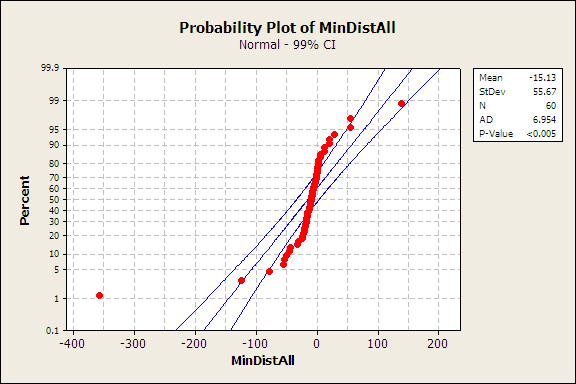 Probability Plot of MinDistAll
Normal - 99% CI
99.9
99
95
90
80
70
60
50
40
30
20
10
5
1
0.1
Percent
-400 -300 -200 -100 0 100 200
MinDistAll
Mean -15.13
StDev 55.67
N 60
AD 6.954
P-Value <0.005